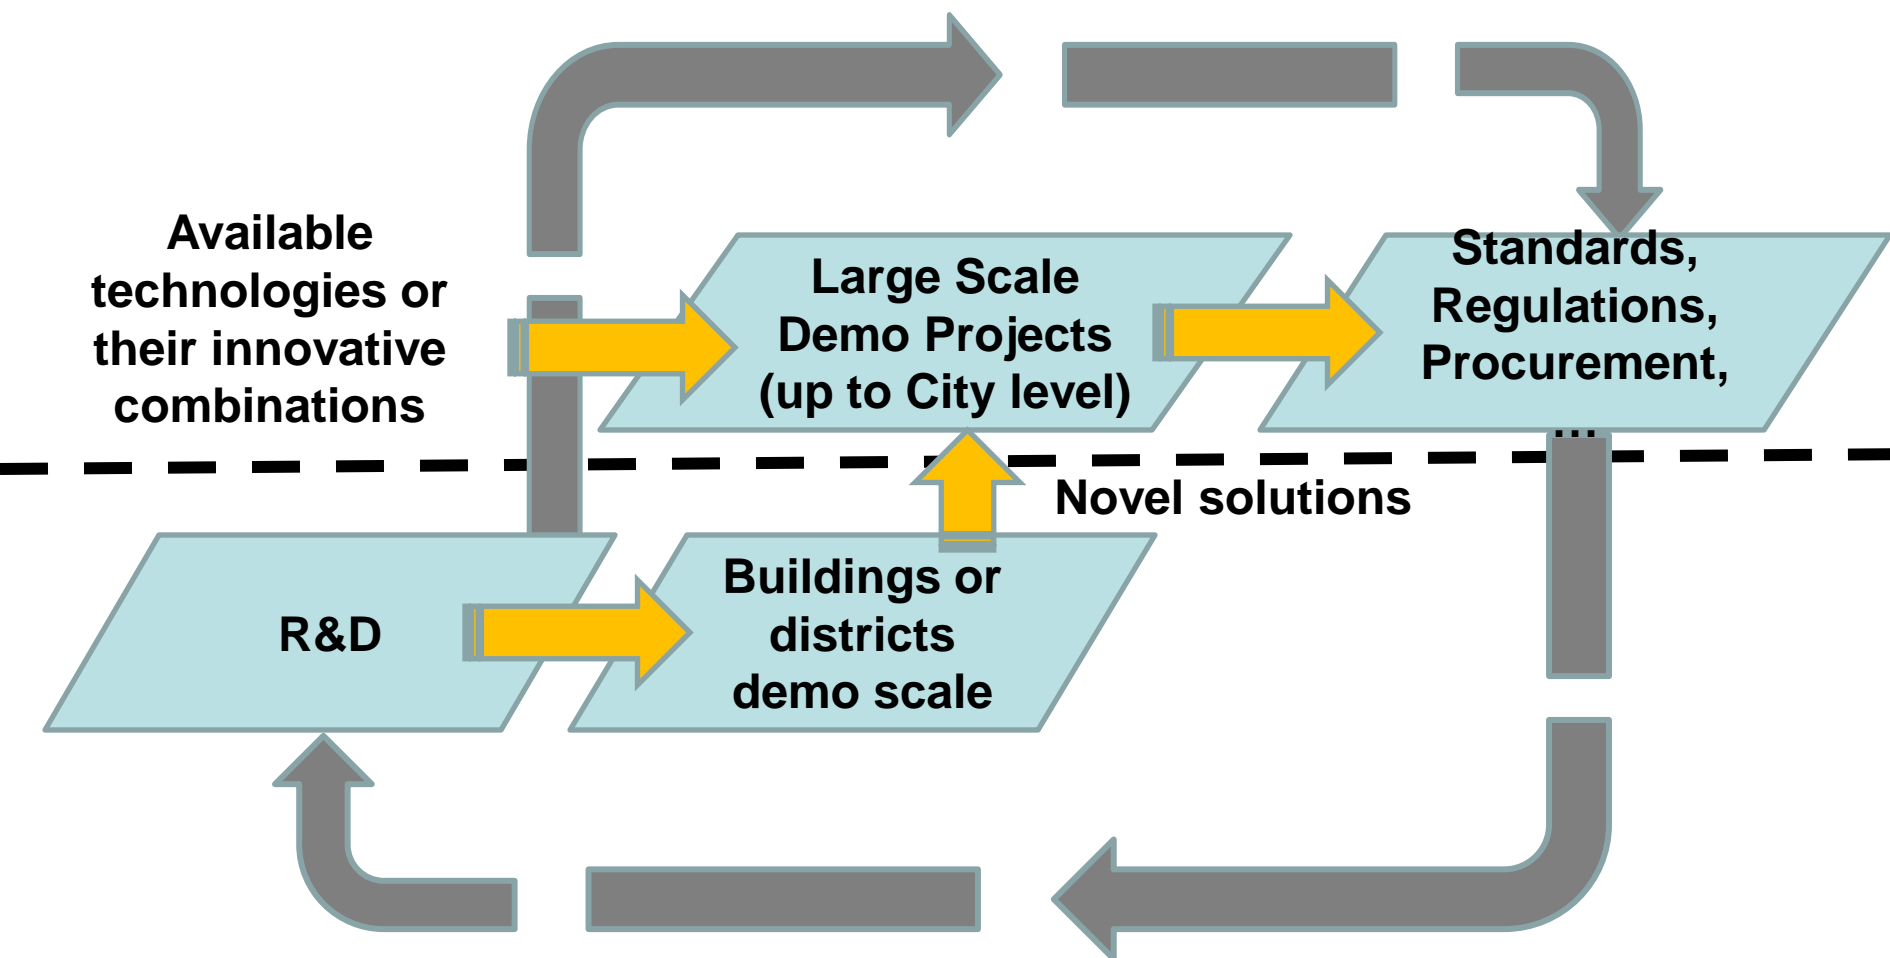 Available
technologies or
their innovative
combinations
Large Scale
Demo Projects
(up to City level)
Standards,
Regulations,
Procurement,
...
Novel solutions
R&D
Buildings or
districts
demo scale